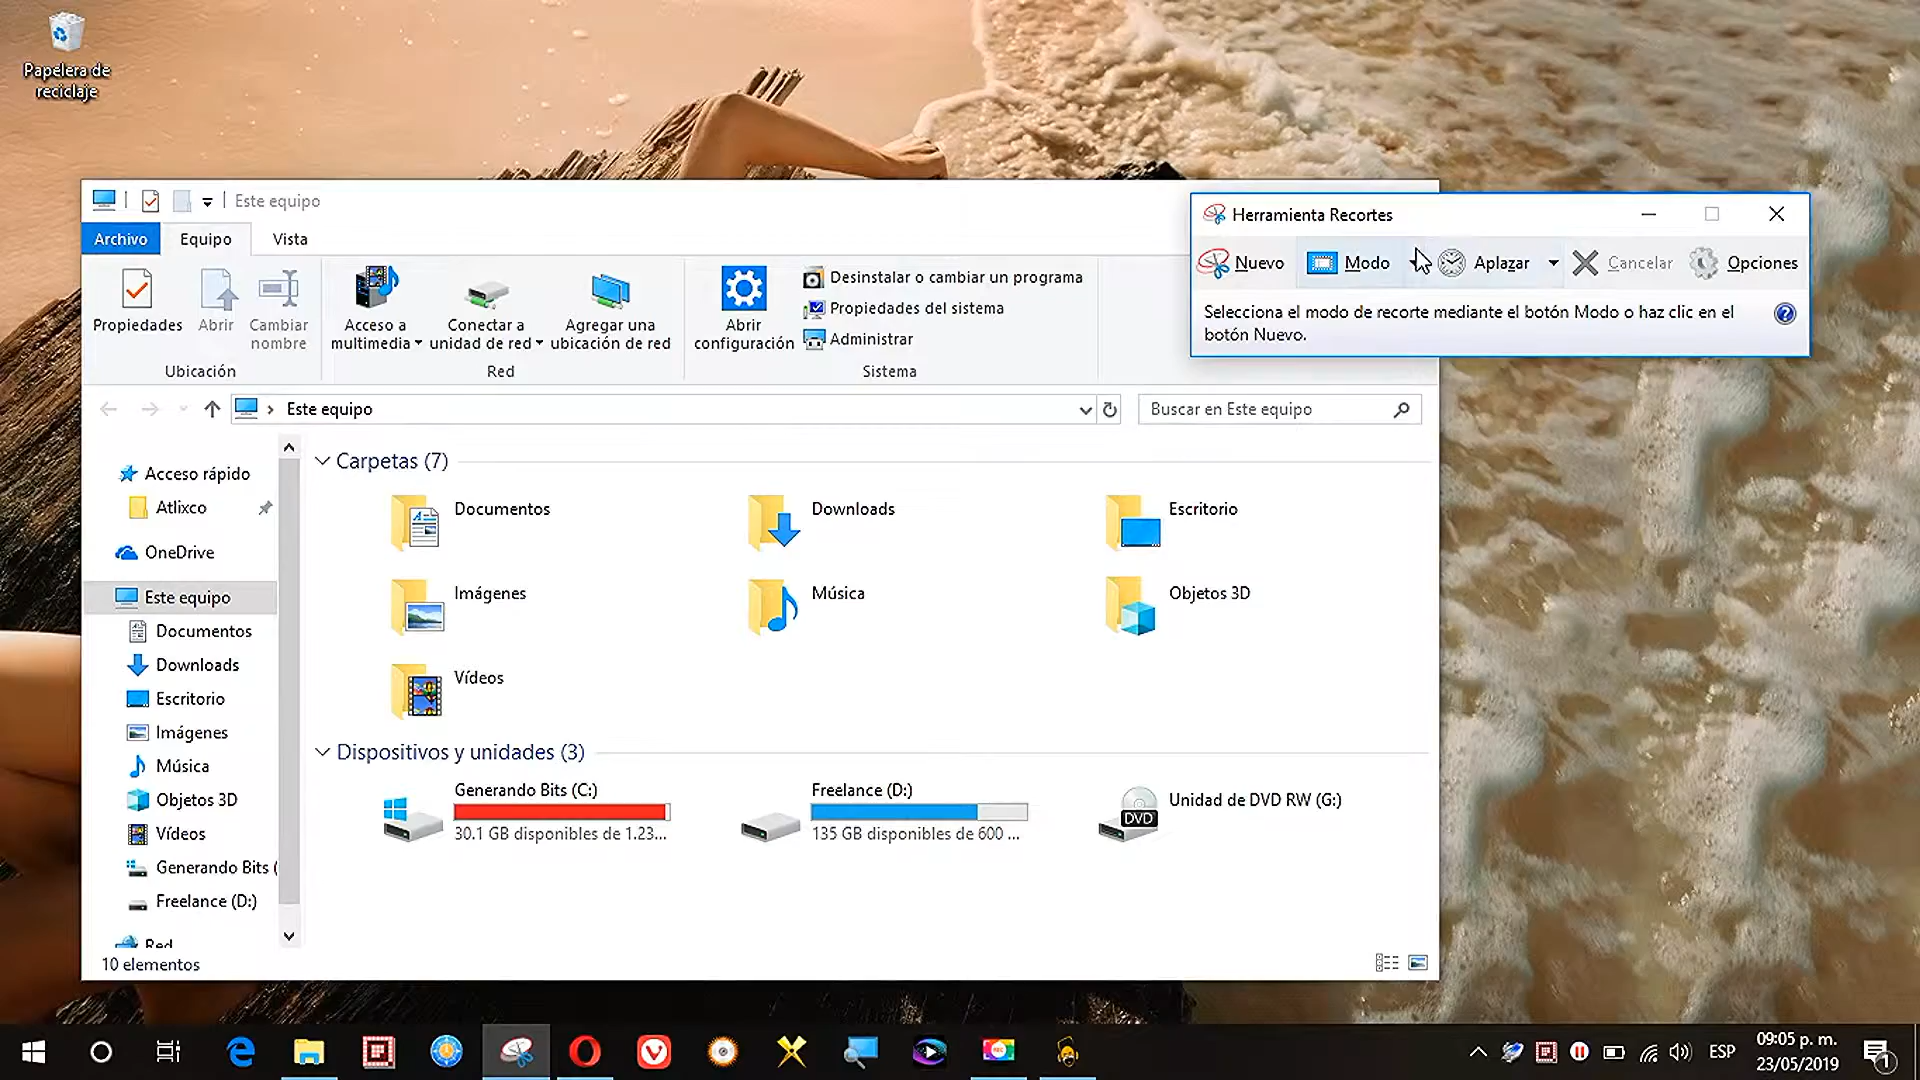 Papelera de
reciclaje
Este equipo
Archivo
Equipo
Vista
Propiedades
Abrir
Cambiar
nombre
Ubicación
Acceso a
multimedia
Conectar a
unidad de red
Agregar una
ubicación de red
Red
Abrir
configuración
Desinstalar o cambiar un programa
Propiedades del sistema
Administrar
Sistema
Herramienta Recortes
Nuevo
Modo
Aplazar
Cancelar
Opciones
Selecciona el modo de recorte mediante el botón Modo o haz clic en el
botón Nuevo.
Este equipo
Buscar en Este equipo
Acceso rápido
Atlixco
OneDrive
Este equipo
Documentos
Downloads
Escritorio
Imágenes
Música
Objetos 3D
Vídeos
Generando Bits (
Freelance (D:)
Red
Carpetas (7)
Documentos
Downloads
Escritorio
Imágenes
Música
Objetos 3D
Vídeos
Dispositivos y unidades (3)
Generando Bits (C:)
30.1 GB disponibles de 1.23...
Freelance (D:)
135 GB disponibles de 600 ...
DVD
Unidad de DVD RW (G:)
10 elementos
ESP
09:05 p. m.
23/05/2019
1